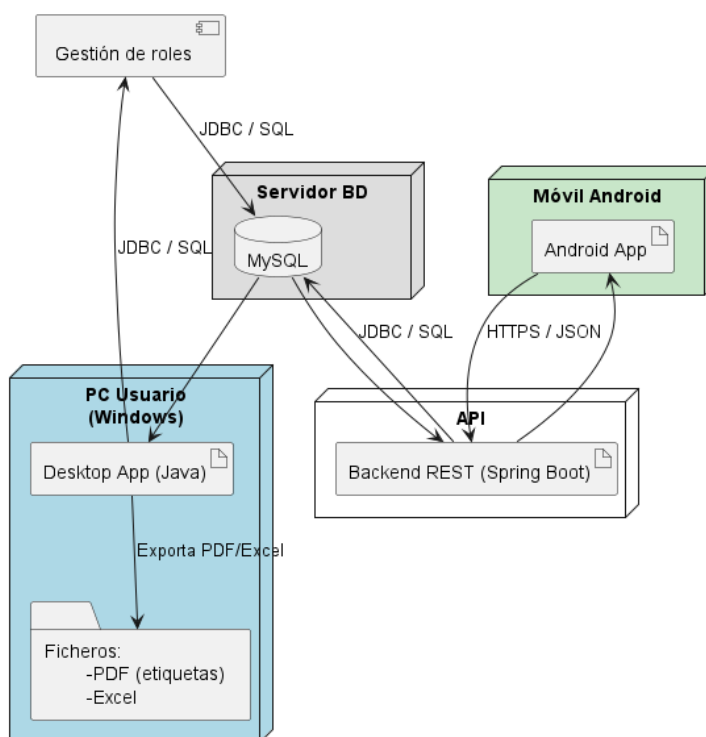 Gestión de roles
JDBC / SQL
Servidor BD
MySQL
Móvil Android
Android App
JDBC / SQL
JDBC / SQL
HTTPS / JSON
PC Usuario
(Windows)
Desktop App (Java)
API
Backend REST (Spring Boot)
Exporta PDF/Excel
Ficheros:
-PDF (etiquetas)
-Excel